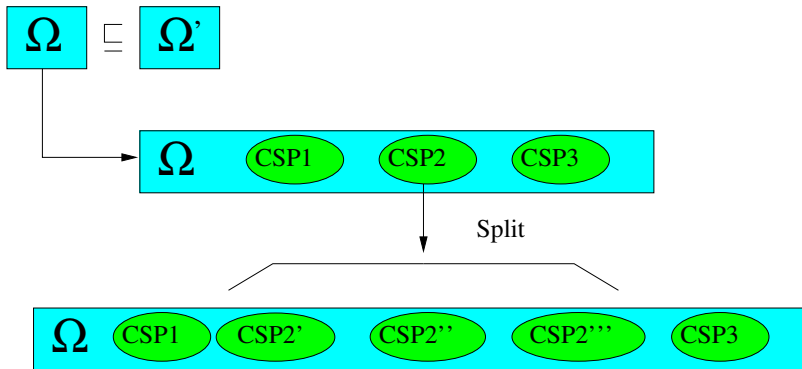 Ω ⊑ Ω’
Ω CSP1 CSP2 CSP3
Split
Ω CSP1 CSP2' CSP2'' CSP2''' CSP3